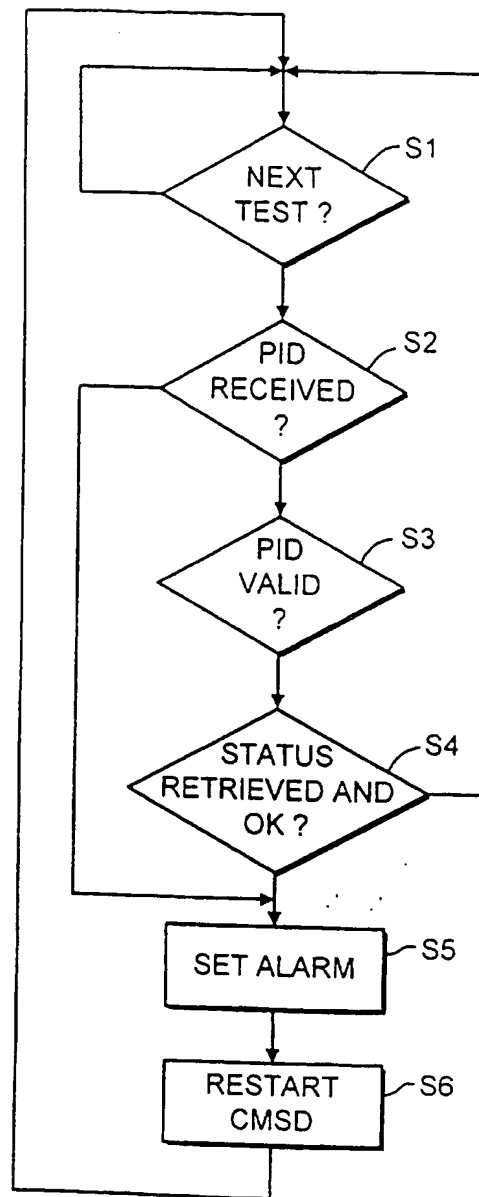 S1
NEXT
TEST ?
S2
PID
RECEIVED
?
S3
PID
VALID
?
S4
STATUS
RETRIEVED AND
OK ?
SET ALARM
S5
RESTART
CMSD
S6